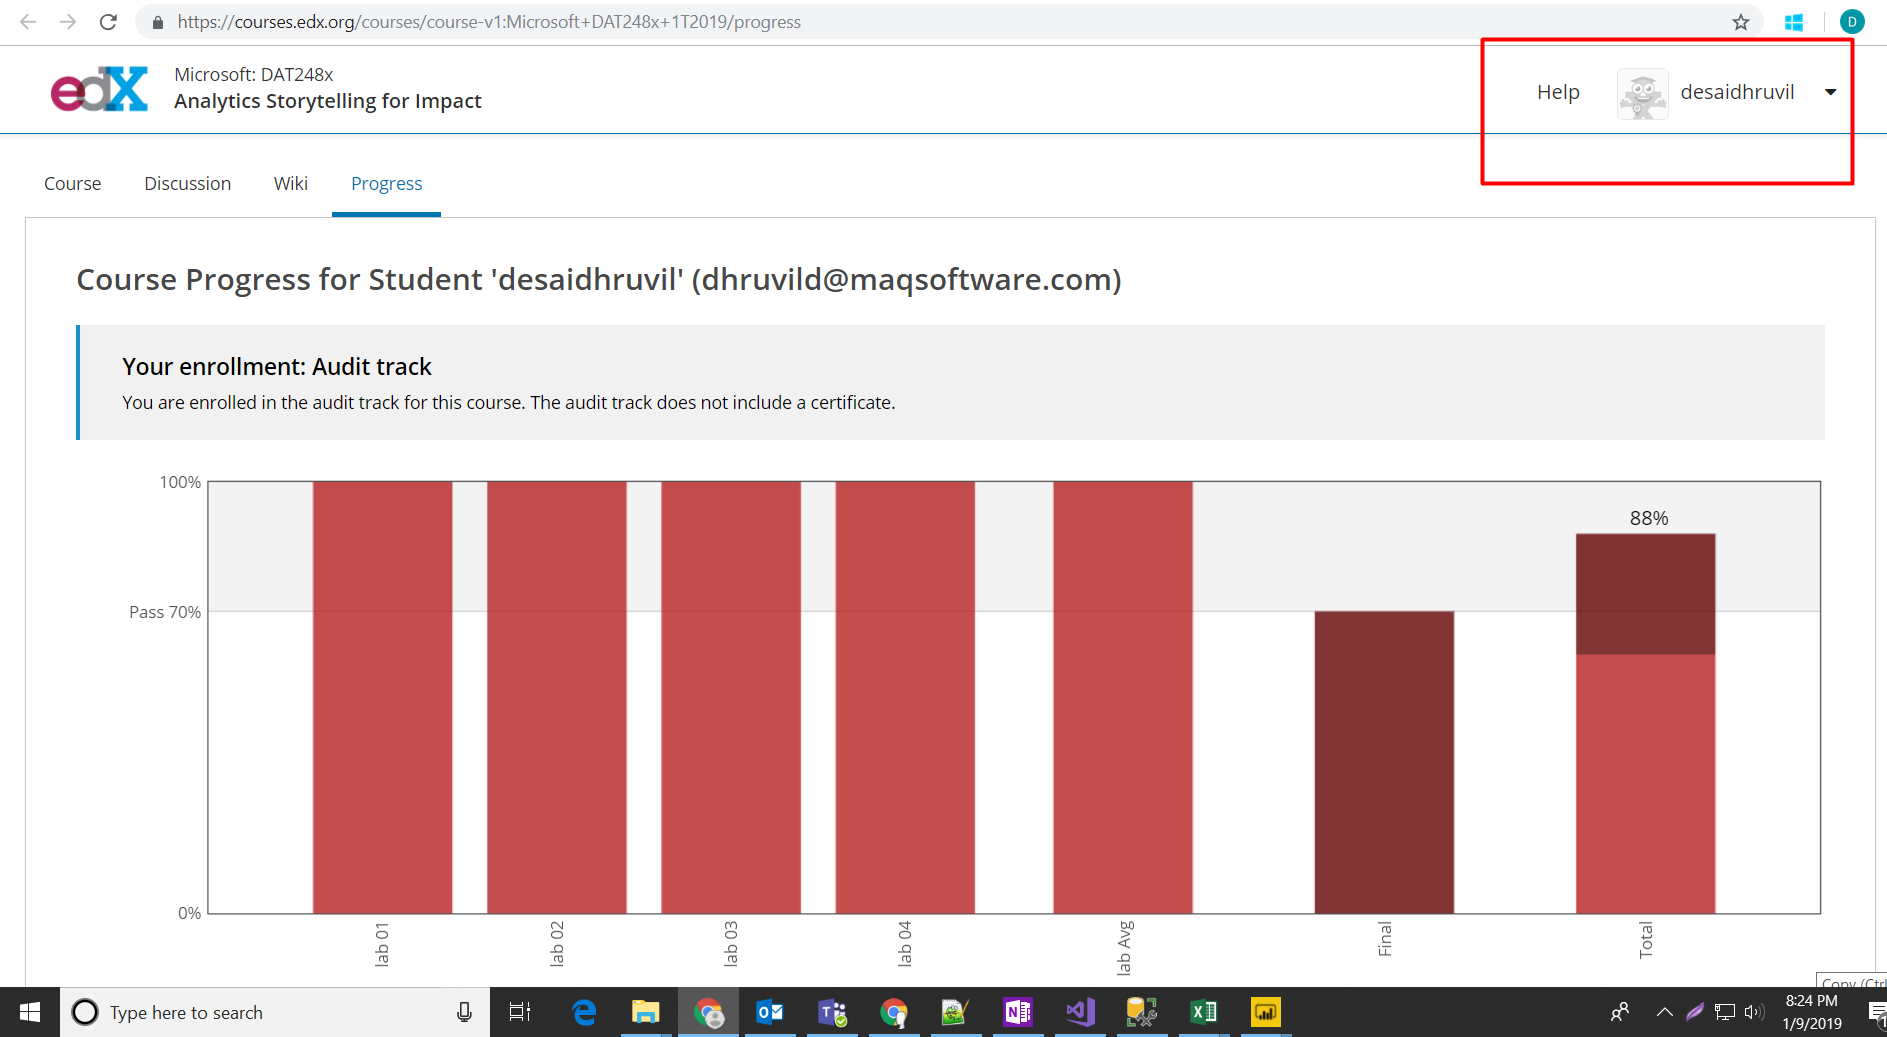 https://courses.edx.org/courses/course-v1:Microsoft+DAT248x+1T2019/progress
D
edX
Microsoft: DAT248x
Analytics Storytelling for Impact
Help
desaidhruvil
Course
Discussion
Wiki
Progress
Course Progress for Student 'desaidhruvil' (dhruvild@maqsoftware.com)
Your enrollment: Audit track
You are enrolled in the audit track for this course. The audit track does not include a certificate.
100%
88%
Pass 70%
0%
lab 01
lab 02
lab 03
lab 04
lab Avg
Final
Total
Copy (Ctrl
Type here to search
8:24 PM
1/9/2019